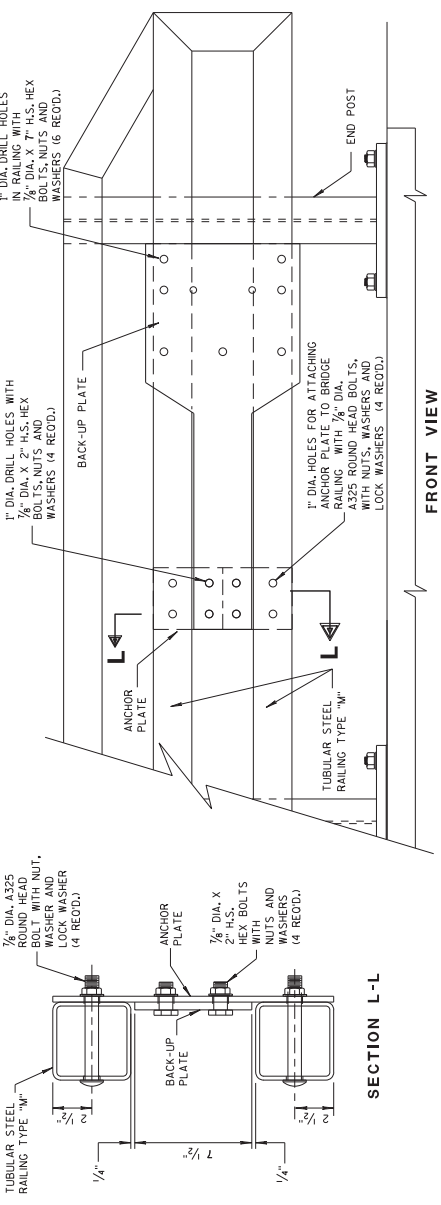 TUBULAR STEEL
RAILING TYPE "M"
7/8" DIA. A325
ROUND HEAD
BOLT WITH NUT,
WASHER AND
LOCK WASHER
(4 REQ'D.)
2 1/2"
1/4"
7 1/2"
1/4"
2 1/2"
BACK-UP
PLATE
ANCHOR
PLATE
7/8" DIA. X
2" H.S.
HEX BOLTS
WITH
NUTS AND
WASHERS
(4 REQ'D.)
SECTION L-L
1" DIA. DRILL HOLES WITH
7/8" DIA. X 2" H.S. HEX
BOLTS, NUTS AND
WASHERS (4 REQ'D.)
1" DIA. DRILL HOLES
IN RAILING WITH
7/8" DIA. X 7" H.S. HEX
BOLTS, NUTS AND
WASHERS (6 REQ'D.)
BACK-UP PLATE
L
L
ANCHOR
PLATE
TUBULAR STEEL
RAILING TYPE "M"
1" DIA. HOLES FOR ATTACHING
ANCHOR PLATE TO BRIDGE
RAILING WITH 7/8" DIA.
A325 ROUND HEAD BOLTS,
WITH NUTS, WASHERS AND
LOCK WASHERS (4 REQ'D.)
END POST
FRONT VIEW